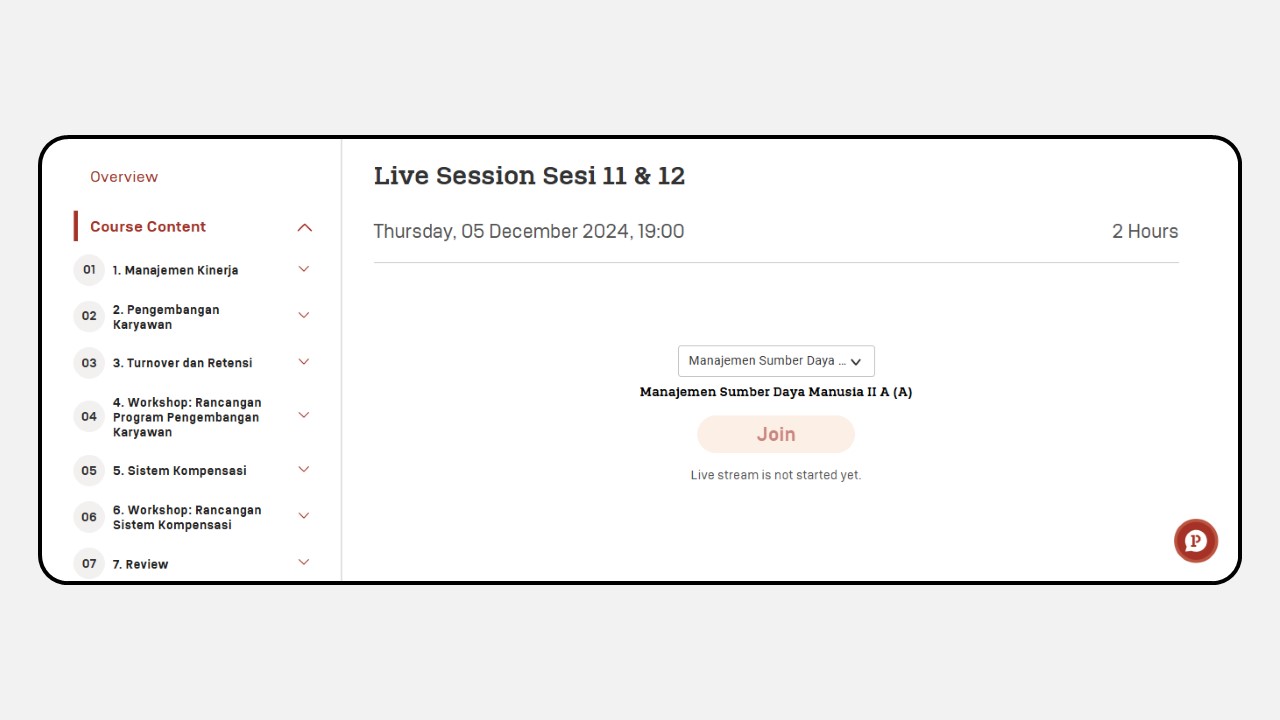 Overview
Course Content
01 1. Manajemen Kinerja
02 2. Pengembangan
Karyawan
03 3. Turnover dan Retensi
04 4. Workshop: Rancangan
Program Pengembangan
Karyawan
05 5. Sistem Kompensasi
06 6. Workshop: Rancangan
Sistem Kompensasi
07 7. Review
Live Session Sesi 11 & 12
Thursday, 05 December 2024, 19:00 2 Hours
Manajemen Sumber Daya ...
Manajemen Sumber Daya Manusia II A (A)
Join
Live stream is not started yet.
P